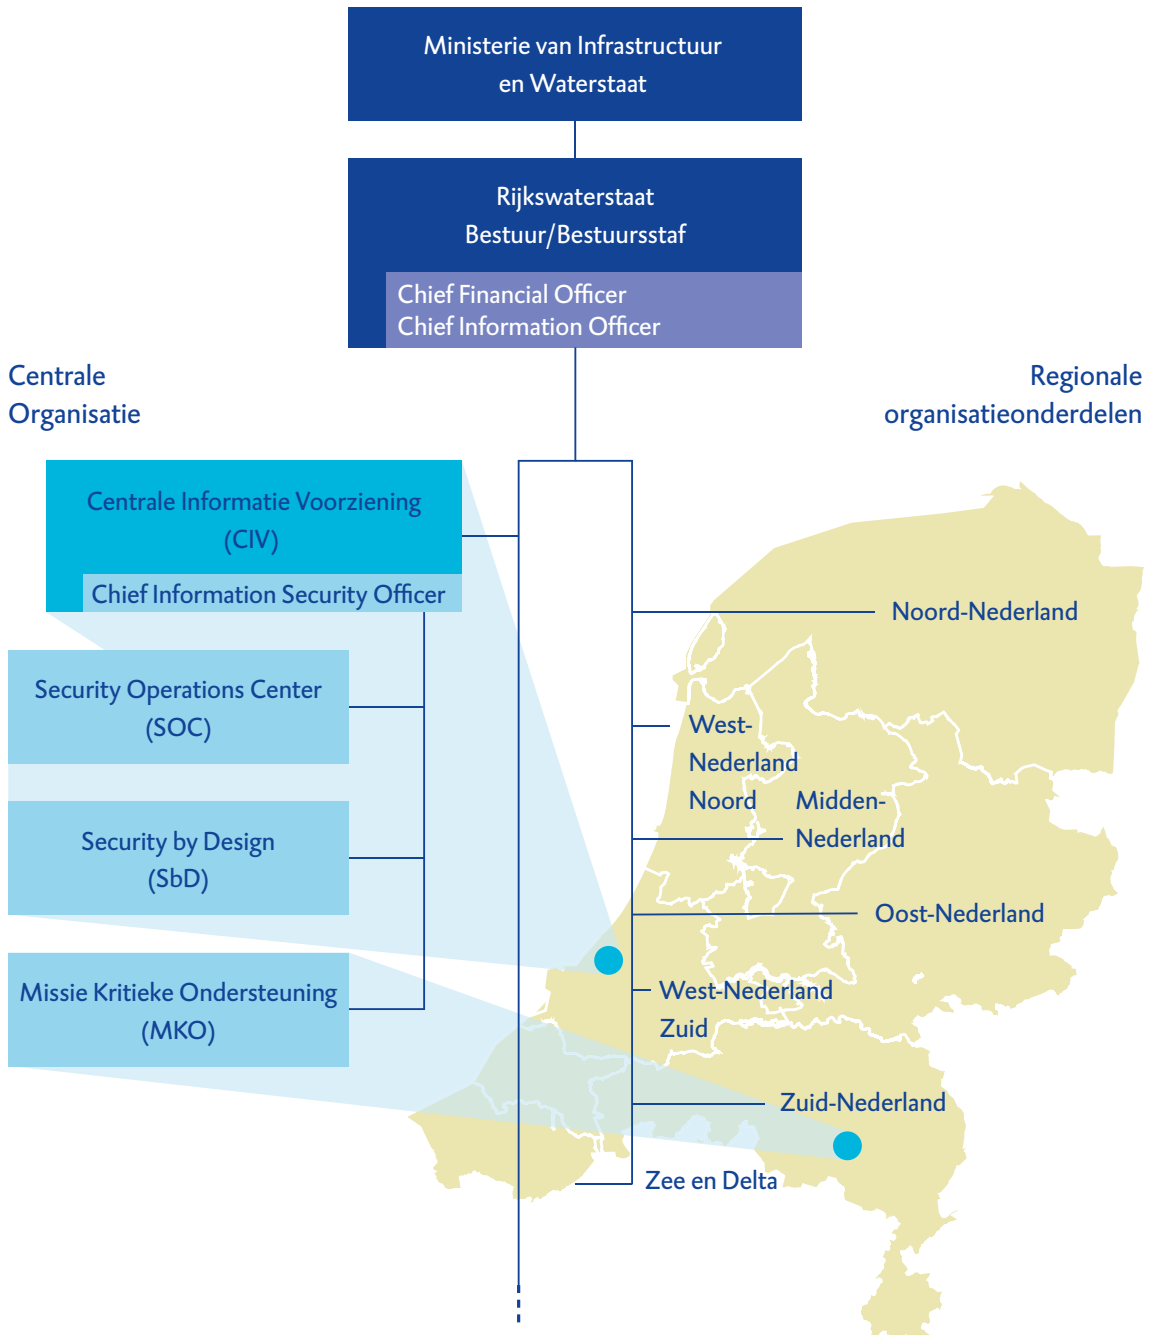 Ministerie van Infrastructuur
en Waterstaat
Rijkswaterstaat
Bestuur/Bestuursstaf
Chief Financial Officer
Chief Information Officer
Centrale
Organisatie
Regionale
organisatieonderdelen
Centrale Informatie Voorziening
(CIV)
Chief Information Security Officer
Security Operations Center
(SOC)
Security by Design
(SbD)
Missie Kritieke Ondersteuning
(MKO)
Noord-Nederland
West-
Nederland
Noord
Midden-
Nederland
Oost-Nederland
West-Nederland
Zuid
Zuid-Nederland
Zee en Delta